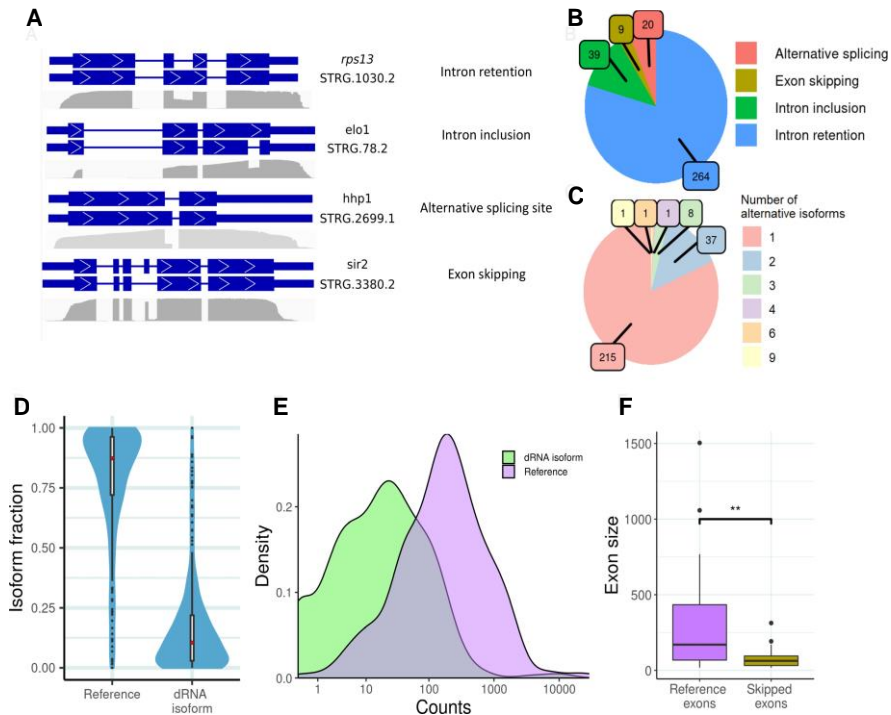 A
rps13
STRG.1030.2
Intron retention
elo1
STRG.78.2
Intron inclusion
hhp1
STRG.2699.1
Alternative splicing site
sir2
STRG.3380.2
Exon skipping
B
39
9
20
264
Alternative splicing
Exon skipping
Intron inclusion
Intron retention
C
1
1
1
8
37
215
Number of
alternative isoforms
1
2
3
4
6
9
D
Isoform fraction
1.00
0.75
0.50
0.25
0.00
Reference
dRNA
isoform
E
Density
0.2
0.1
0.0
1
10
100
1000
10000
Counts
dRNA isoform
Reference
F
Exon size
1500
1000
500
0
**
Reference
exons
Skipped
exons